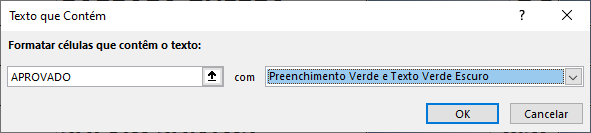 Texto que Contém ? ×
Formatar células que contêm o texto:
APROVADO com Preenchimento Verde e Texto Verde Escuro
OK Cancelar